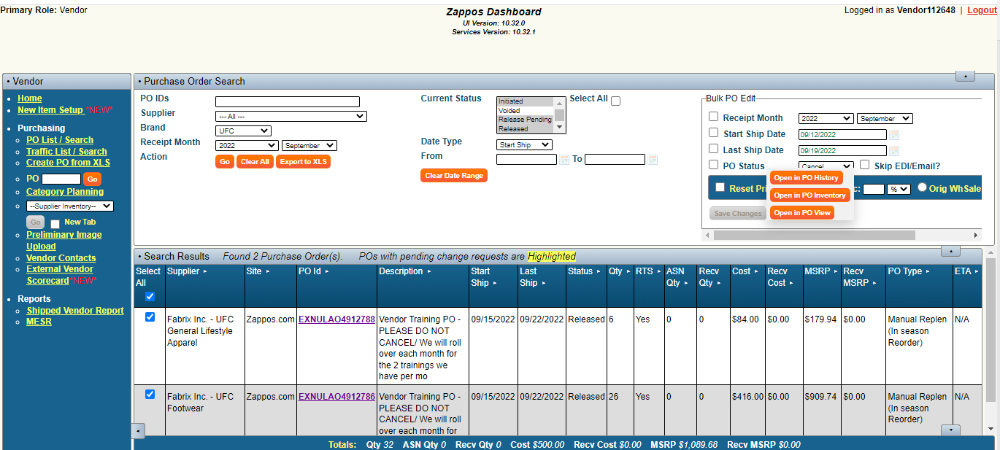 Primary Role: Vendor
Zappos Dashboard
UI Version: 10.32.0
Services Version: 10.32.1
Logged in as Vendor112648 | Logout
• Vendor
Home
New Item Setup *NEW*
Purchasing
PO List / Search
Traffic List / Search
Create PO from XLS
PO Go
Category Planning
--Supplier Inventory--
Go New Tab
Preliminary Image
Upload
Vendor Contacts
External Vendor
Scorecard *NEW*
Reports
Shipped Vendor Report
MESR
• Purchase Order Search
PO IDs
Supplier --- All ---
Brand UFC
Receipt Month 2022 September
Action Go Clear All Export to XLS
Current Status Initiated
Voided
Release Pending
Released
Select All
Date Type Start Ship
From To
Clear Date Range
Bulk PO Edit
Receipt Month 2022 September
Start Ship Date 09/12/2022
Last Ship Date 09/19/2022
PO Status Cancel Skip EDI/Email?
Open in PO History
Reset Pri c: % Orig WhSale
Open in PO Inventory
Save Changes Open in PO View
• Search Results Found 2 Purchase Order(s). POs with pending change requests are Highlighted
Select All Supplier Site PO Id Description Start Ship Last Ship Status Qty RTS ASN Qty Recv Qty Cost Recv Cost MSRP Recv MSRP PO Type ETA
Fabrix Inc. - UFC Zappos.com EXNULAO4912788 Vendor Training PO - 09/15/2022 09/22/2022 Released 6 Yes 0 0 $84.00 $0.00 $179.94 $0.00 Manual Replen N/A
General Lifestyle PLEASE DO NOT (In season
Apparel CANCEL/ We will roll Reorder)
over each month for
the 2 trainings we
have per mo
Fabrix Inc. - UFC Zappos.com EXNULAO4912786 Vendor Training PO - 09/15/2022 09/22/2022 Released 26 Yes 0 0 $416.00 $0.00 $909.74 $0.00 Manual Replen N/A
Footwear PLEASE DO NOT (In season
CANCEL/ We will roll Reorder)
over each month for
Totals: Qty 32 ASN Qty 0 Recv Qty 0 Cost $500.00 Recv Cost $0.00 MSRP $1,089.68 Recv MSRP $0.00